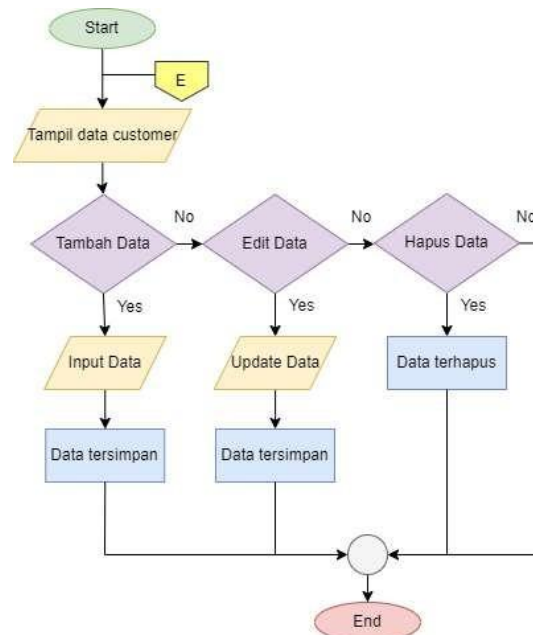 Start
E
Tampil data customer
No
No
No
Tambah Data
Edit Data
Hapus Data
Yes
Yes
Yes
Input Data
Update Data
Data terhapus
Data tersimpan
Data tersimpan
End